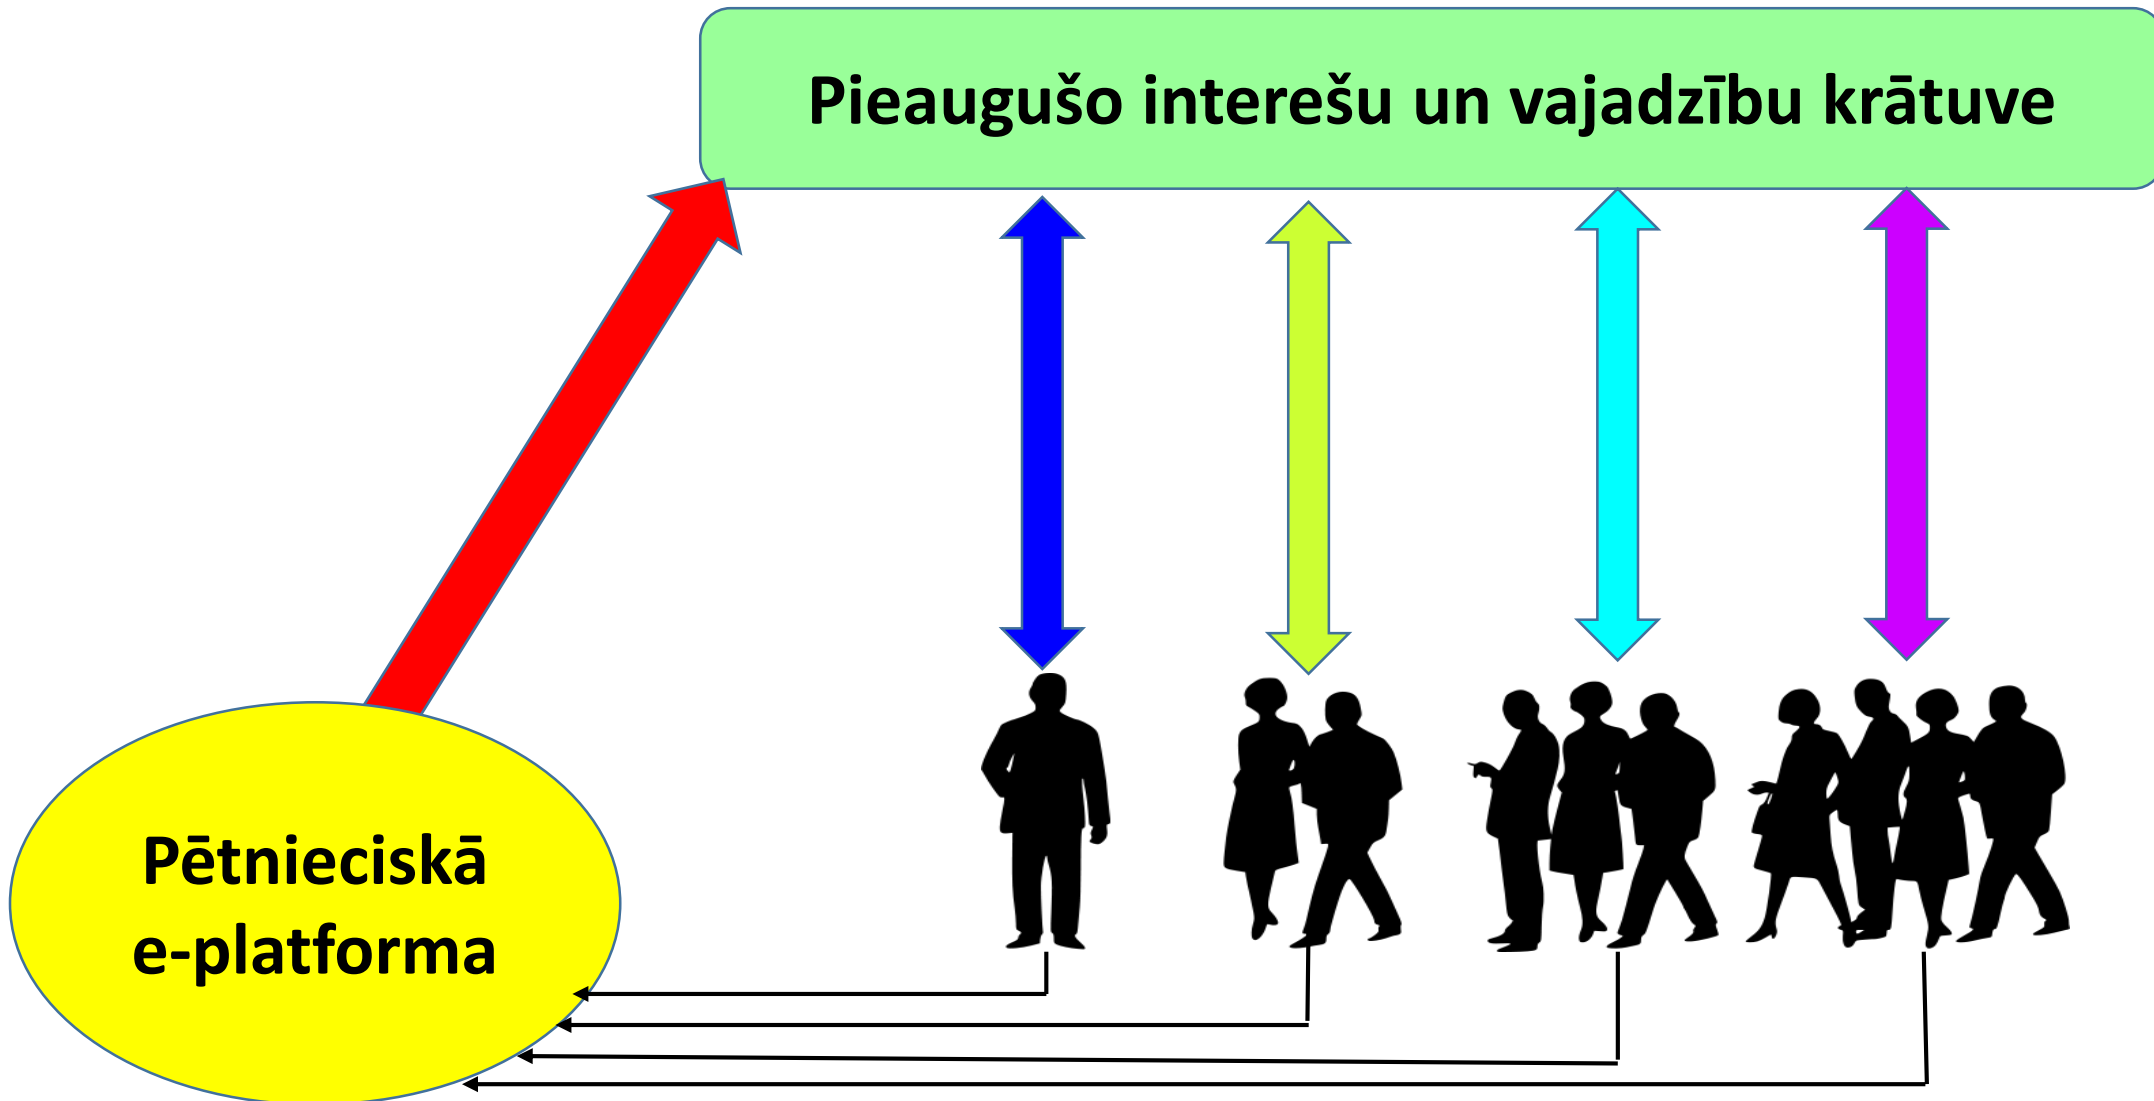 Pieaugušo interešu un vajadzību krātuve
Pētnieciskā
e-platforma